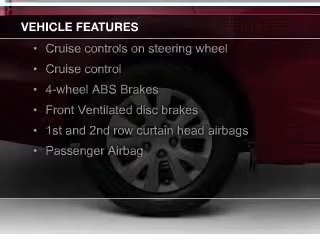 VEHICLE FEATURES
• Cruise controls on steering wheel
• Cruise control
• 4-wheel ABS Brakes
• Front Ventilated disc brakes
• 1st and 2nd row curtain head airbags
• Passenger Airbag